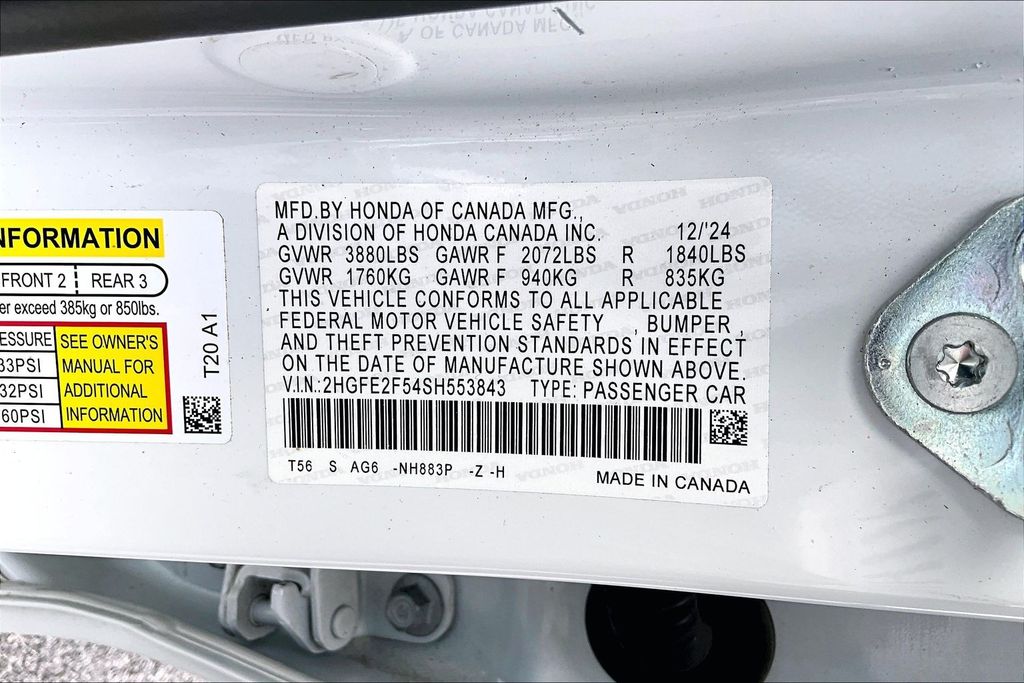 NFORMATION
FRONT 2 REAR 3
er exceed 385kg or 850lbs.
ESSURE SEE OWNER'S
33PSI MANUAL FOR
32PSI ADDITIONAL
60PSI INFORMATION
T20 A1
MFD.BY HONDA OF CANADA MFG.,
A DIVISION OF HONDA CANADA INC. 12/'24
GVWR 3880LBS GAWR F 2072LBS R 1840LBS
GVWR 1760KG GAWR F 940KG R 835KG
THIS VEHICLE CONFORMS TO ALL APPLICABLE
FEDERAL MOTOR VEHICLE SAFETY , BUMPER ,
AND THEFT PREVENTION STANDARDS IN EFFECT
ON THE DATE OF MANUFACTURE SHOWN ABOVE.
V.I.N.:2HGFE2F54SH553843 TYPE: PASSENGER CAR
T56 S AG6 -NH883P -Z -H
MADE IN CANADA